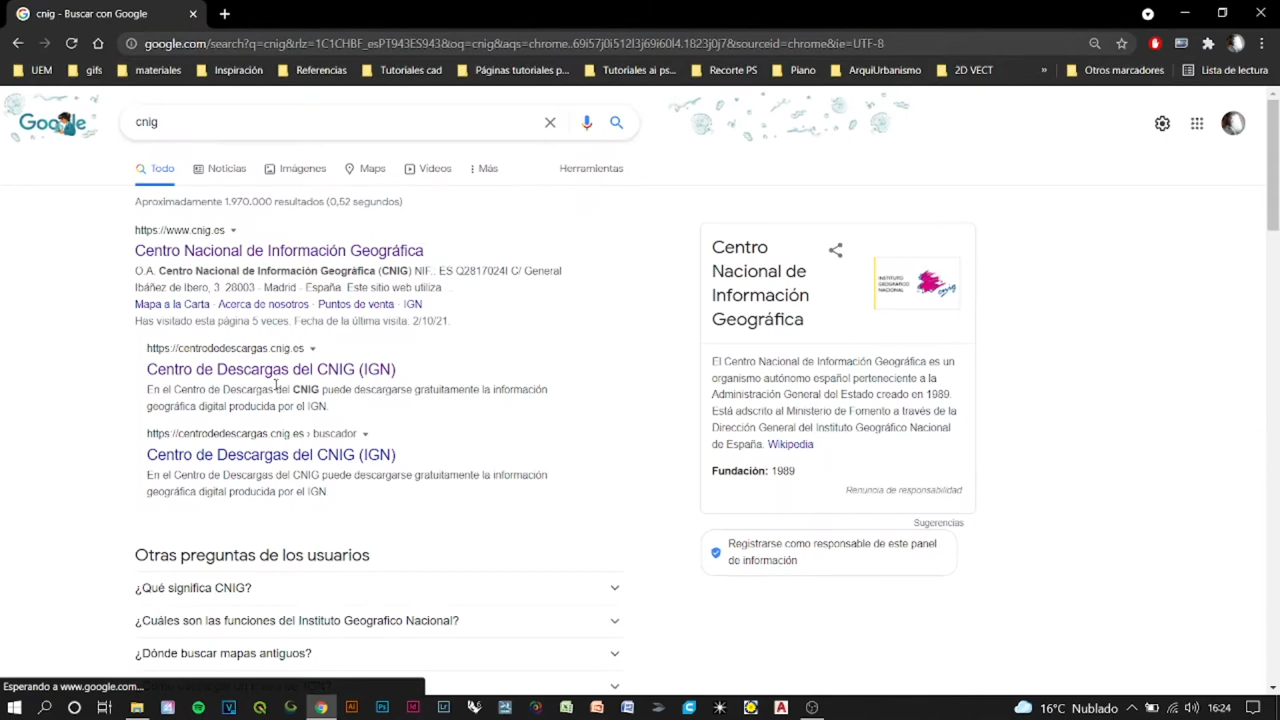 cnig - Buscar con Google
google.com/search?q=cnig&rlz=1C1CHBF_esPT943ES943&oq=cnig&aqs=chrome..69i57j0i512l3j69i60l4.1823j0j7&sourceid=chrome&ie=UTF-8
UEM gifs materiales Inspiración Referencias Tutoriales cad Páginas tutoriales p... Tutoriales ai ps... Recorte PS Piano ArquiUrbanismo 2D VECT » Otros marcadores Lista de lectura
Google
cnig
Todo Noticias Imágenes Maps Vídeos Más Herramientas
Aproximadamente 1.970.000 resultados (0,52 segundos)
https://www.cnig.es
Centro Nacional de Información Geográfica
O.A. Centro Nacional de Información Geográfica (CNIG) NIF.. ES Q2817024I C/ General
Ibáñez de Ibero, 3. 28003 - Madrid - España. Este sitio web utiliza ...
Mapa a la Carta · Acerca de nosotros · Puntos de venta · IGN
Has visitado esta página 5 veces. Fecha de la última visita: 2/10/21.
https://centrodedescargas.cnig.es
Centro de Descargas del CNIG (IGN)
En el Centro de Descargas del CNIG puede descargarse gratuitamente la información
geográfica digital producida por el IGN.
https://centrodedescargas.cnig.es › buscador
Centro de Descargas del CNIG (IGN)
En el Centro de Descargas del CNIG puede descargarse gratuitamente la información
geográfica digital producida por el IGN.
Otras preguntas de los usuarios
¿Qué significa CNIG?
¿Cuáles son las funciones del Instituto Geografico Nacional?
¿Dónde buscar mapas antiguos?
Centro
Nacional de
Información
Geográfica
INSTITUTO
GEOGRÁFICO
NACIONAL
cnig
El Centro Nacional de Información Geográfica es un
organismo autónomo español perteneciente a la
Administración General del Estado creado en 1989.
Está adscrito al Ministerio de Fomento a través de la
Dirección General del Instituto Geográfico Nacional
de España. Wikipedia
Fundación: 1989
Renuncia de responsabilidad
Sugerencias
Registrarse como responsable de este panel
de información
Esperando a www.google.com...
16°C Nublado 16:24